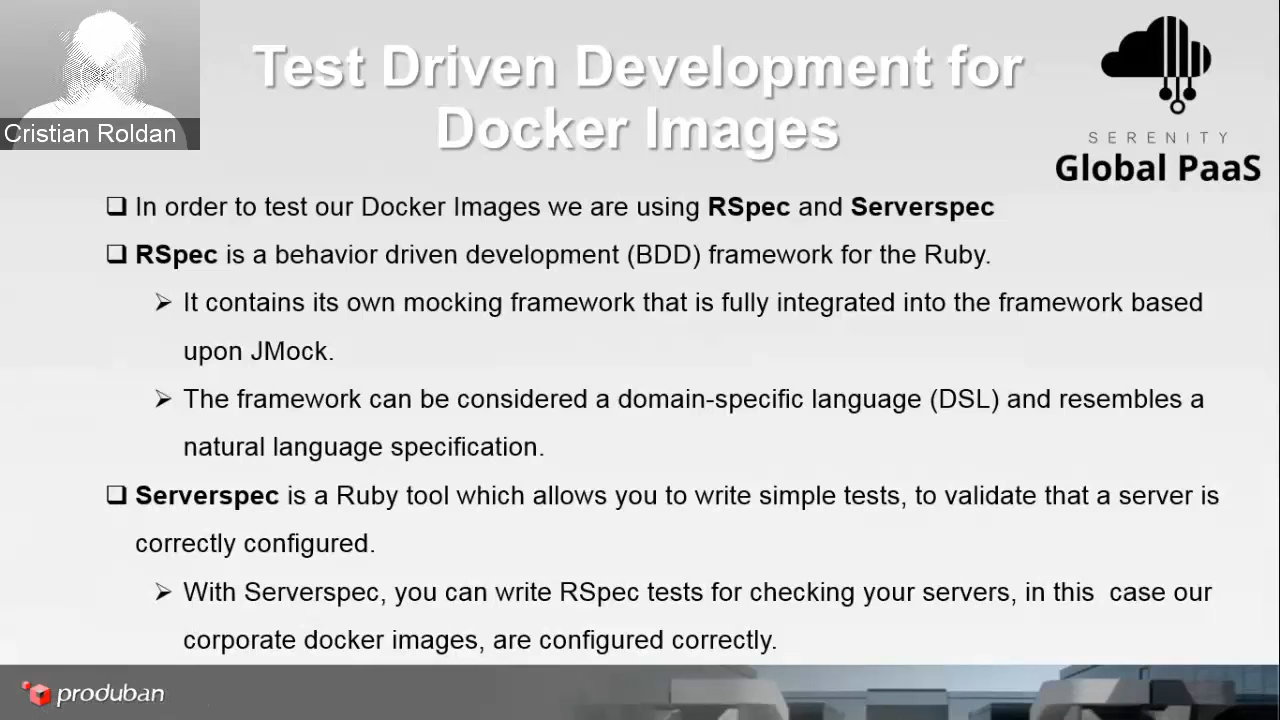 Test Driven Development for
Docker Images
Cristian Roldan
SERENITY
Global PaaS
In order to test our Docker Images we are using RSpec and Serverspec
RSpec is a behavior driven development (BDD) framework for the Ruby.
It contains its own mocking framework that is fully integrated into the framework based
upon JMock.
The framework can be considered a domain-specific language (DSL) and resembles a
natural language specification.
Serverspec is a Ruby tool which allows you to write simple tests, to validate that a server is
correctly configured.
With Serverspec, you can write RSpec tests for checking your servers, in this case our
corporate docker images, are configured correctly.
produban